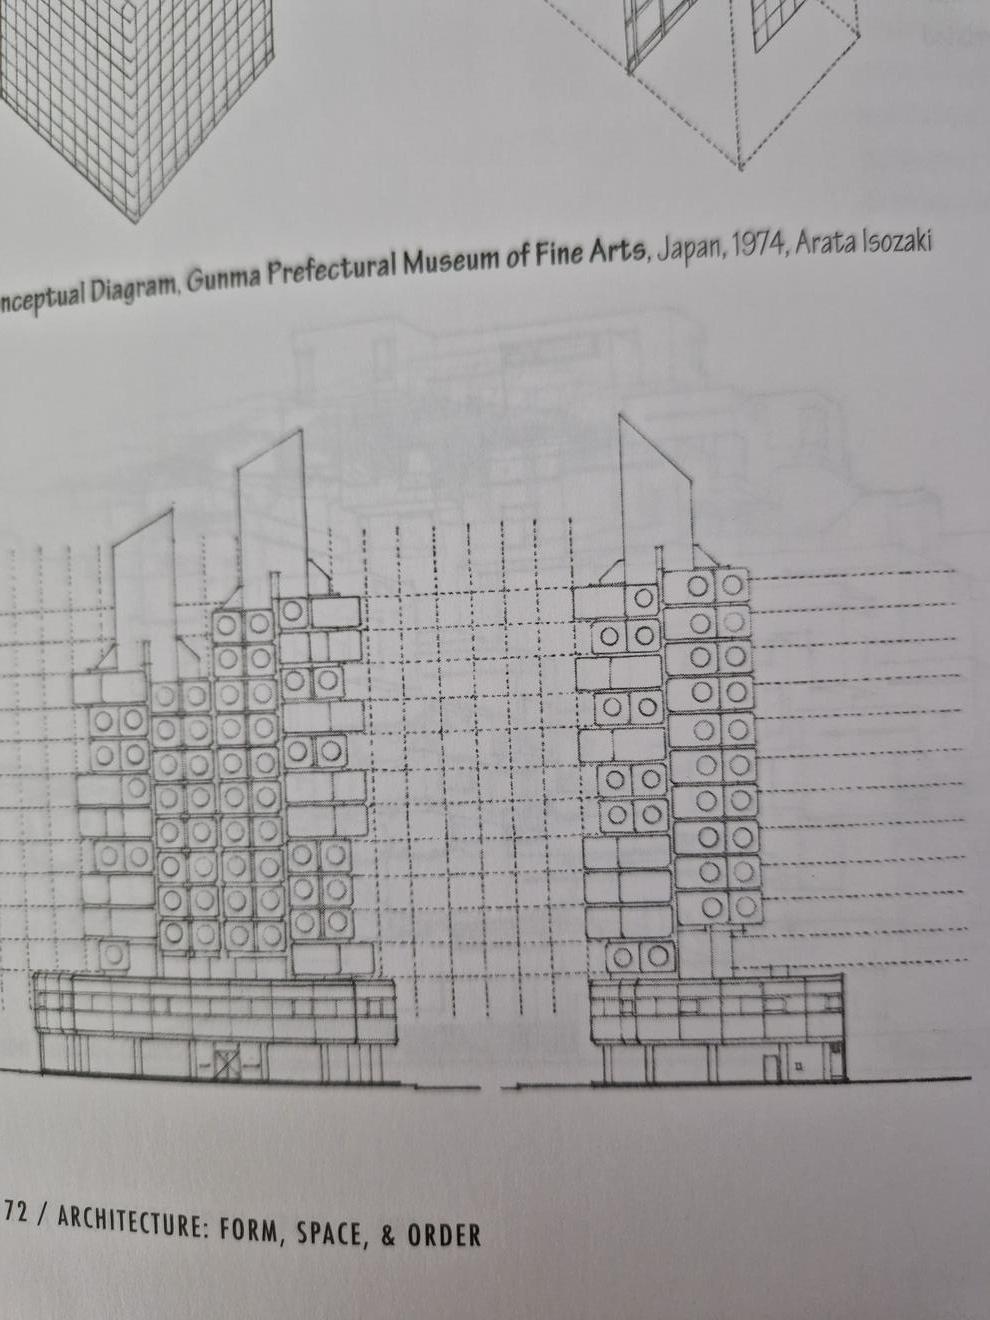 nceptual Diagram, Gunma Prefectural Museum of Fine Arts, Japan, 1974, Arata Isozaki
72 / ARCHITECTURE: FORM, SPACE, & ORDER